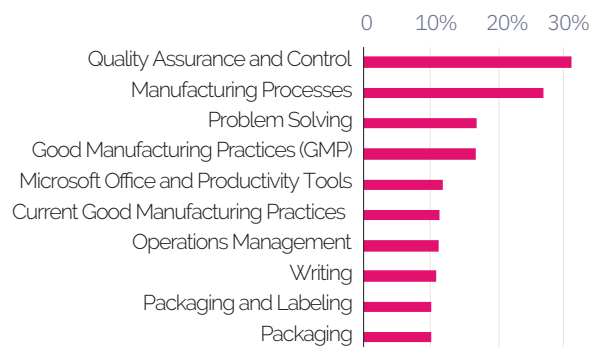 0 10% 20% 30%
Quality Assurance and Control
Manufacturing Processes
Problem Solving
Good Manufacturing Practices (GMP)
Microsoft Office and Productivity Tools
Current Good Manufacturing Practices
Operations Management
Writing
Packaging and Labeling
Packaging